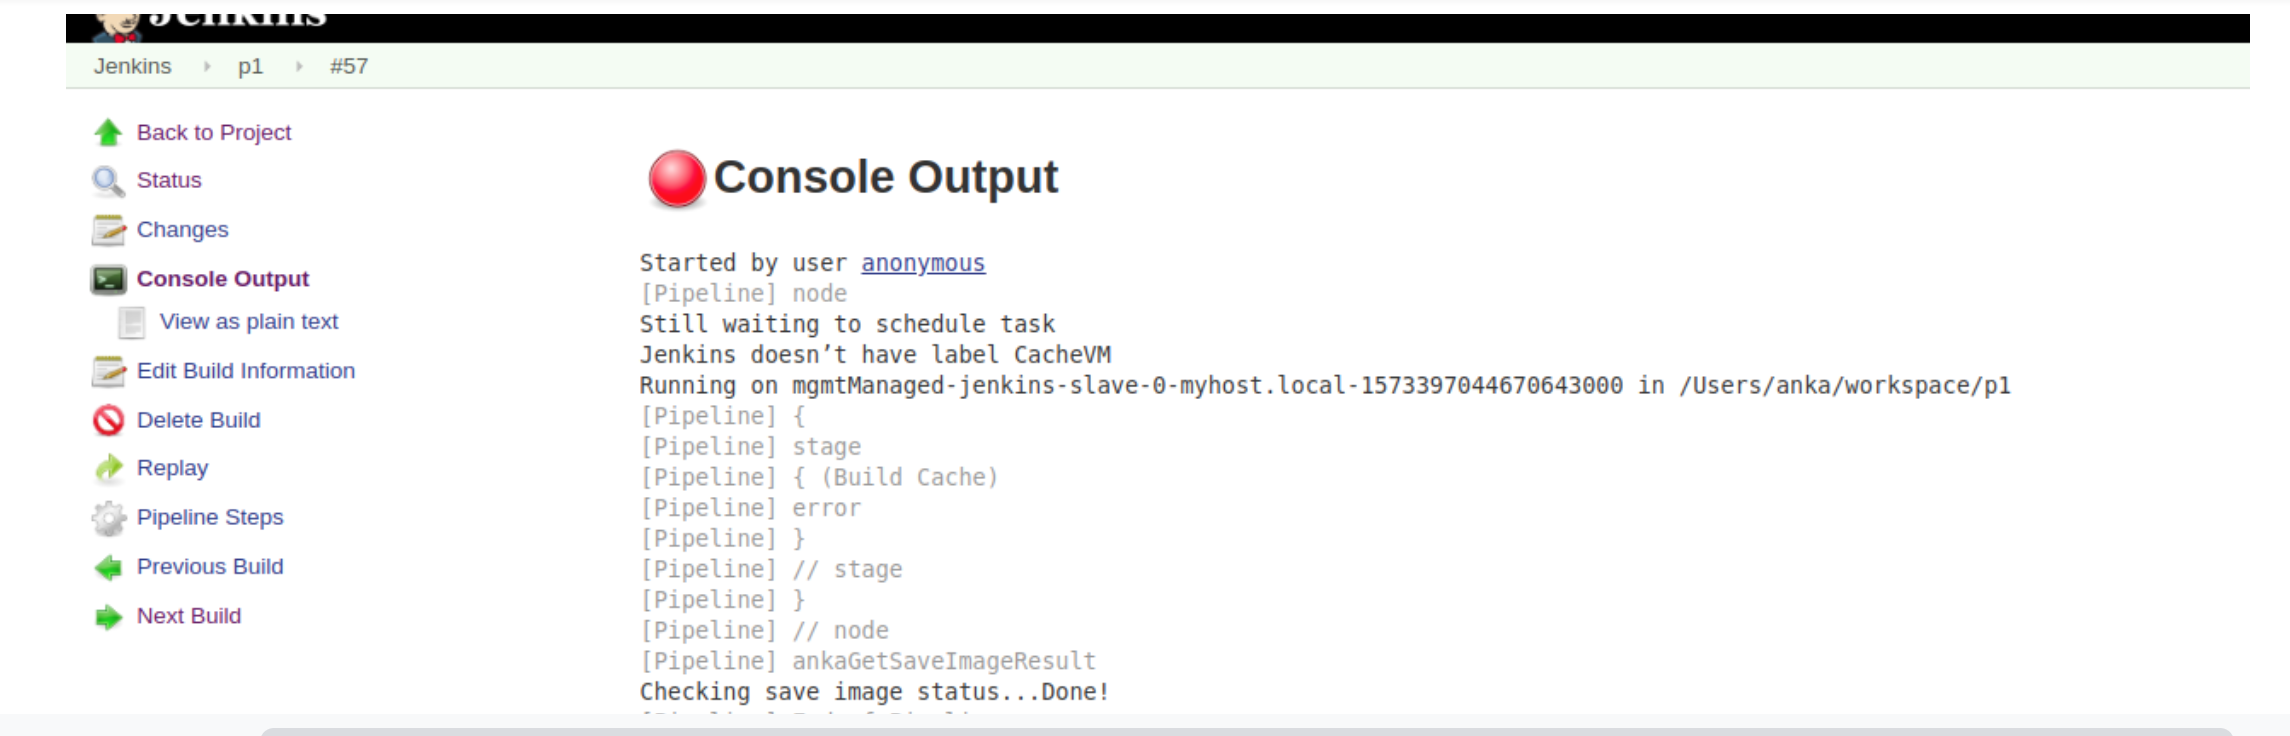 Jenkins
Jenkins p1 #57
Back to Project
Status
Changes
Console Output
View as plain text
Edit Build Information
Delete Build
Replay
Pipeline Steps
Previous Build
Next Build
Console Output
Started by user anonymous
[Pipeline] node
Still waiting to schedule task
Jenkins doesn’t have label CacheVM
Running on mgmtManaged-jenkins-slave-0-myhost.local-1573397044670643000 in /Users/anka/workspace/p1
[Pipeline] {
[Pipeline] stage
[Pipeline] { (Build Cache)
[Pipeline] error
[Pipeline] }
[Pipeline] // stage
[Pipeline] }
[Pipeline] // node
[Pipeline] ankaGetSaveImageResult
Checking save image status...Done!